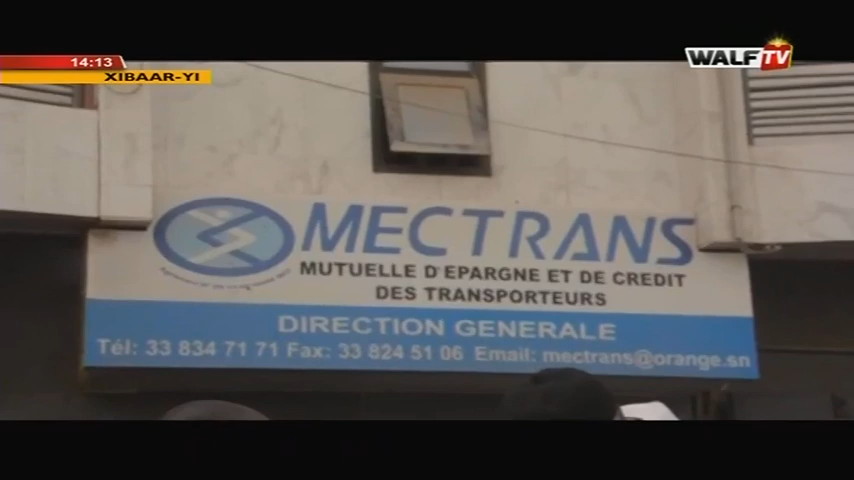 14:13
XIBAAR-YI
WALF TV
MECTRANS
MUTUELLE D'EPARGNE ET DE CREDIT
DES TRANSPORTEURS
DIRECTION GENERALE
Tél: 33 834 71 71 Fax: 33 824 51 06 Email: mectrans@orange.sn